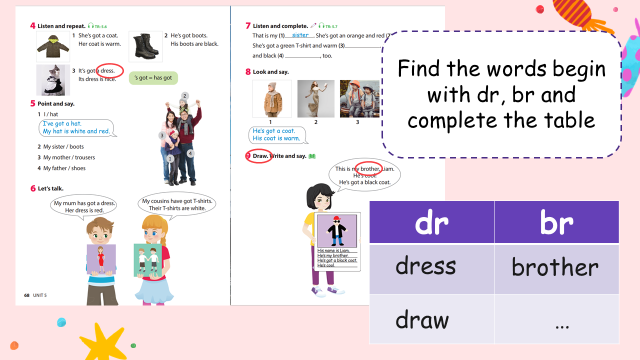 4 Listen and repeat.
1 She's got a coat.
Her coat is warm.
2 He's got boots.
His boots are black.
3 It's got a dress.
Its dress is nice.
's got = has got
5 Point and say.
1 I / hat
I've got a hat.
My hat is white and red.
2 My sister / boots
3 My mother / trousers
4 My father / shoes
2
1
3
4
6 Let's talk.
My mum has got a dress.
Her dress is red.
My cousins have got T-shirts.
Their T-shirts are white.
68 UNIT 5
7 Listen and complete.
That is my (1) sister She's got an orange and red (2)
She's got a green T-shirt and warm (3)
and black (4) , too.
8 Look and say.
1
2
3
He's got a coat.
His coat is warm.
9 Draw. Write and say.
This is my brother, Liam.
He's cool!
He's got a black coat.
His name is Liam.
He's my brother.
He's got a black coat.
He's cool.
Find the words begin
with dr, br and
complete the table
dr br
dress brother
draw ...